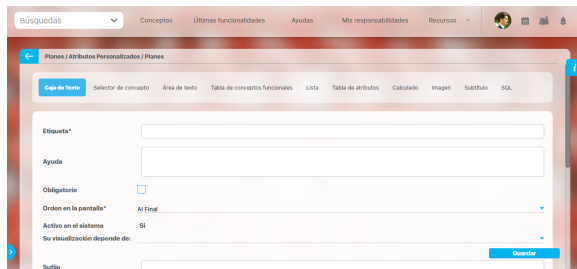 Búsquedas Conceptos Últimas funcionalidades Ayudas Mis responsabilidades Recursos
Planes / Atributos Personalizados / Planes
i
Caja de Texto Selector de concepto Área de texto Tabla de conceptos funcionales Lista Tabla de atributos Calculado Imagen Subtítulo SQL
Etiqueta*
Ayuda
Obligatorio
Orden en la pantalla* Al Final
Activo en el sistema Si
Su visualización depende de:
Guardar
Sufijo